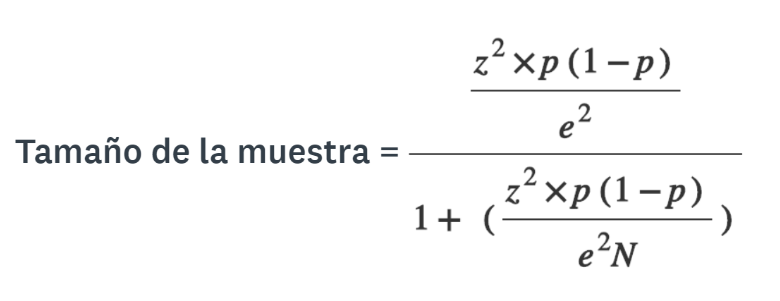 Tamaño de la muestra =
z² × p (1 − p)
e²
1 + ( z² × p (1 − p)
e²N )